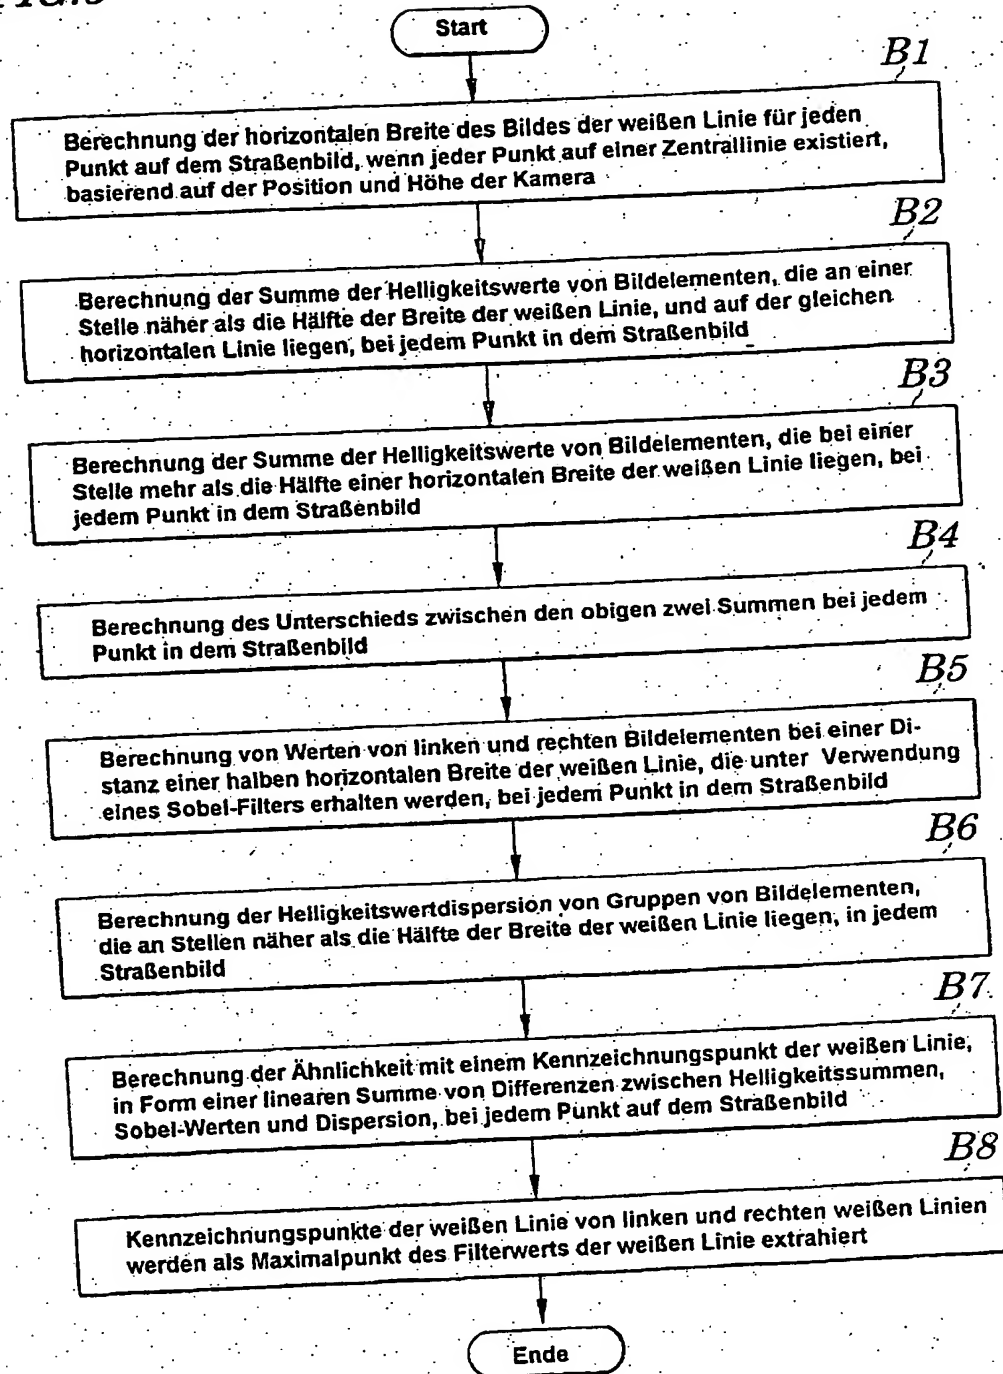 Start
B1
Berechnung der horizontalen Breite des Bildes der weißen Linie für jeden
Punkt auf dem Straßenbild, wenn jeder Punkt auf einer Zentrallinie existiert,
basierend auf der Position und Höhe der Kamera
B2
Berechnung der Summe der Helligkeitswerte von Bildelementen, die an einer
Stelle näher als die Hälfte der Breite der weißen Linie, und auf der gleichen
horizontalen Linie liegen, bei jedem Punkt in dem Straßenbild
B3
Berechnung der Summe der Helligkeitswerte von Bildelementen, die bei einer
Stelle mehr als die Hälfte einer horizontalen Breite der weißen Linie liegen, bei
jedem Punkt in dem Straßenbild
B4
Berechnung des Unterschieds zwischen den obigen zwei Summen bei jedem
Punkt in dem Straßenbild
B5
Berechnung von Werten von linken und rechten Bildelementen bei einer Di-
stanz einer halben horizontalen Breite der weißen Linie, die unter Verwendung
eines Sobel-Filters erhalten werden, bei jedem Punkt in dem Straßenbild
B6
Berechnung der Helligkeitswertdispersion von Gruppen von Bildelementen,
die an Stellen näher als die Hälfte der Breite der weißen Linie liegen, in jedem
Straßenbild
B7
Berechnung der Ähnlichkeit mit einem Kennzeichnungspunkt der weißen Linie,
in Form einer linearen Summe von Differenzen zwischen Helligkeitssummen,
Sobel-Werten und Dispersion, bei jedem Punkt auf dem Straßenbild
B8
Kennzeichnungspunkte der weißen Linie von linken und rechten weißen Linien
werden als Maximalpunkt des Filterwerts der weißen Linie extrahiert
Ende